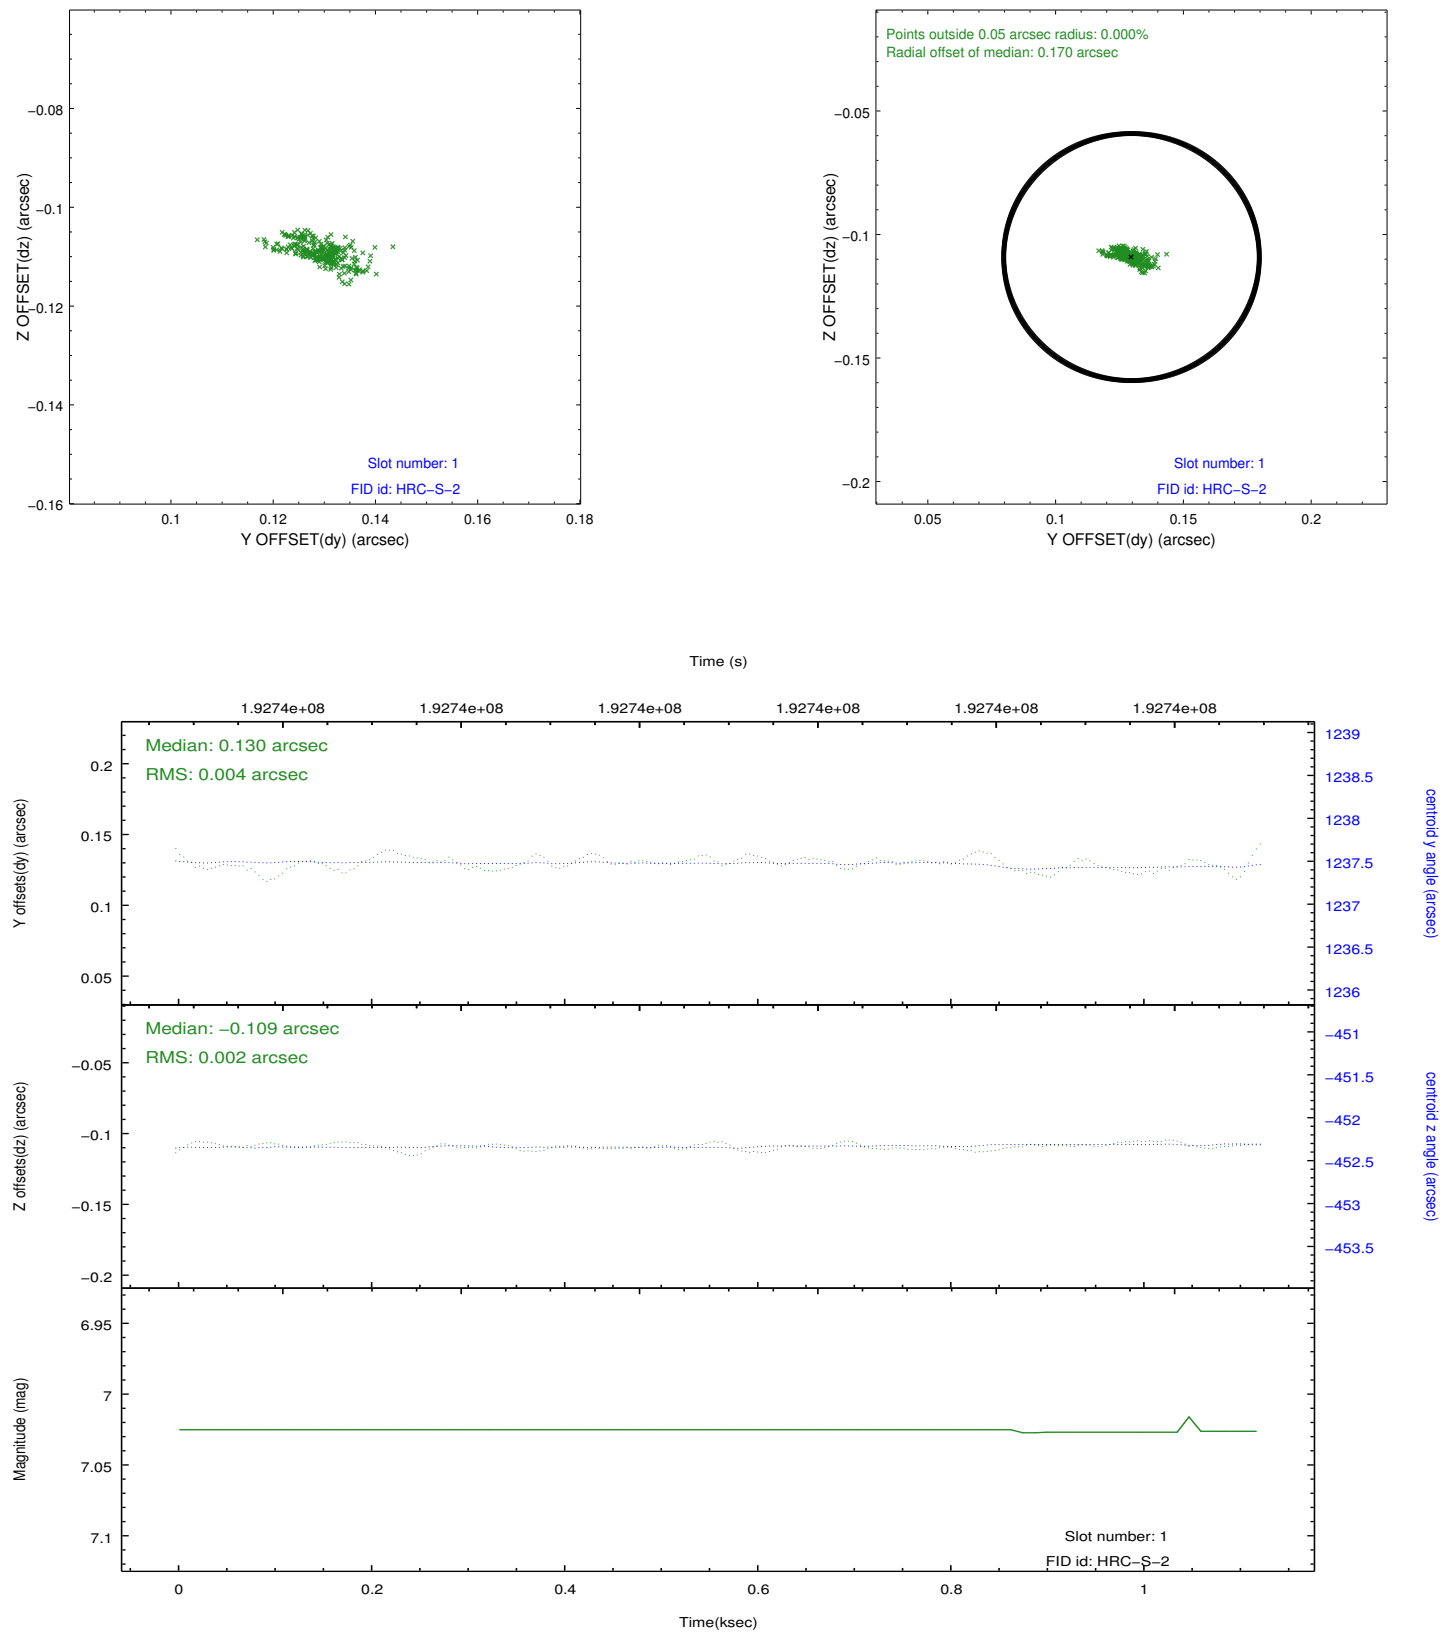 −0.08
−0.1
−0.12
−0.14
−0.16
0.1
0.12
0.14
0.16
0.18
Z OFFSET(dz) (arcsec)
Y OFFSET(dy) (arcsec)
Slot number: 1
FID id: HRC−S−2
Points outside 0.05 arcsec radius: 0.000%
Radial offset of median: 0.170 arcsec
−0.05
−0.1
−0.15
−0.2
0.05
0.1
0.15
0.2
Z OFFSET(dz) (arcsec)
Y OFFSET(dy) (arcsec)
Slot number: 1
FID id: HRC−S−2
Time (s)
1.9274e+08 1.9274e+08 1.9274e+08 1.9274e+08 1.9274e+08 1.9274e+08
Median: 0.130 arcsec
RMS: 0.004 arcsec
0.2
0.15
0.1
0.05
Y offsets(dy) (arcsec)
1239
1238.5
1238
1237.5
1237
1236.5
1236
centroid y angle (arcsec)
Median: −0.109 arcsec
RMS: 0.002 arcsec
−0.05
−0.1
−0.15
−0.2
Z offsets(dz) (arcsec)
−451
−451.5
−452
−452.5
−453
−453.5
centroid z angle (arcsec)
6.95
7
7.05
7.1
Magnitude (mag)
Slot number: 1
FID id: HRC−S−2
0 0.2 0.4 0.6 0.8 1
Time(ksec)